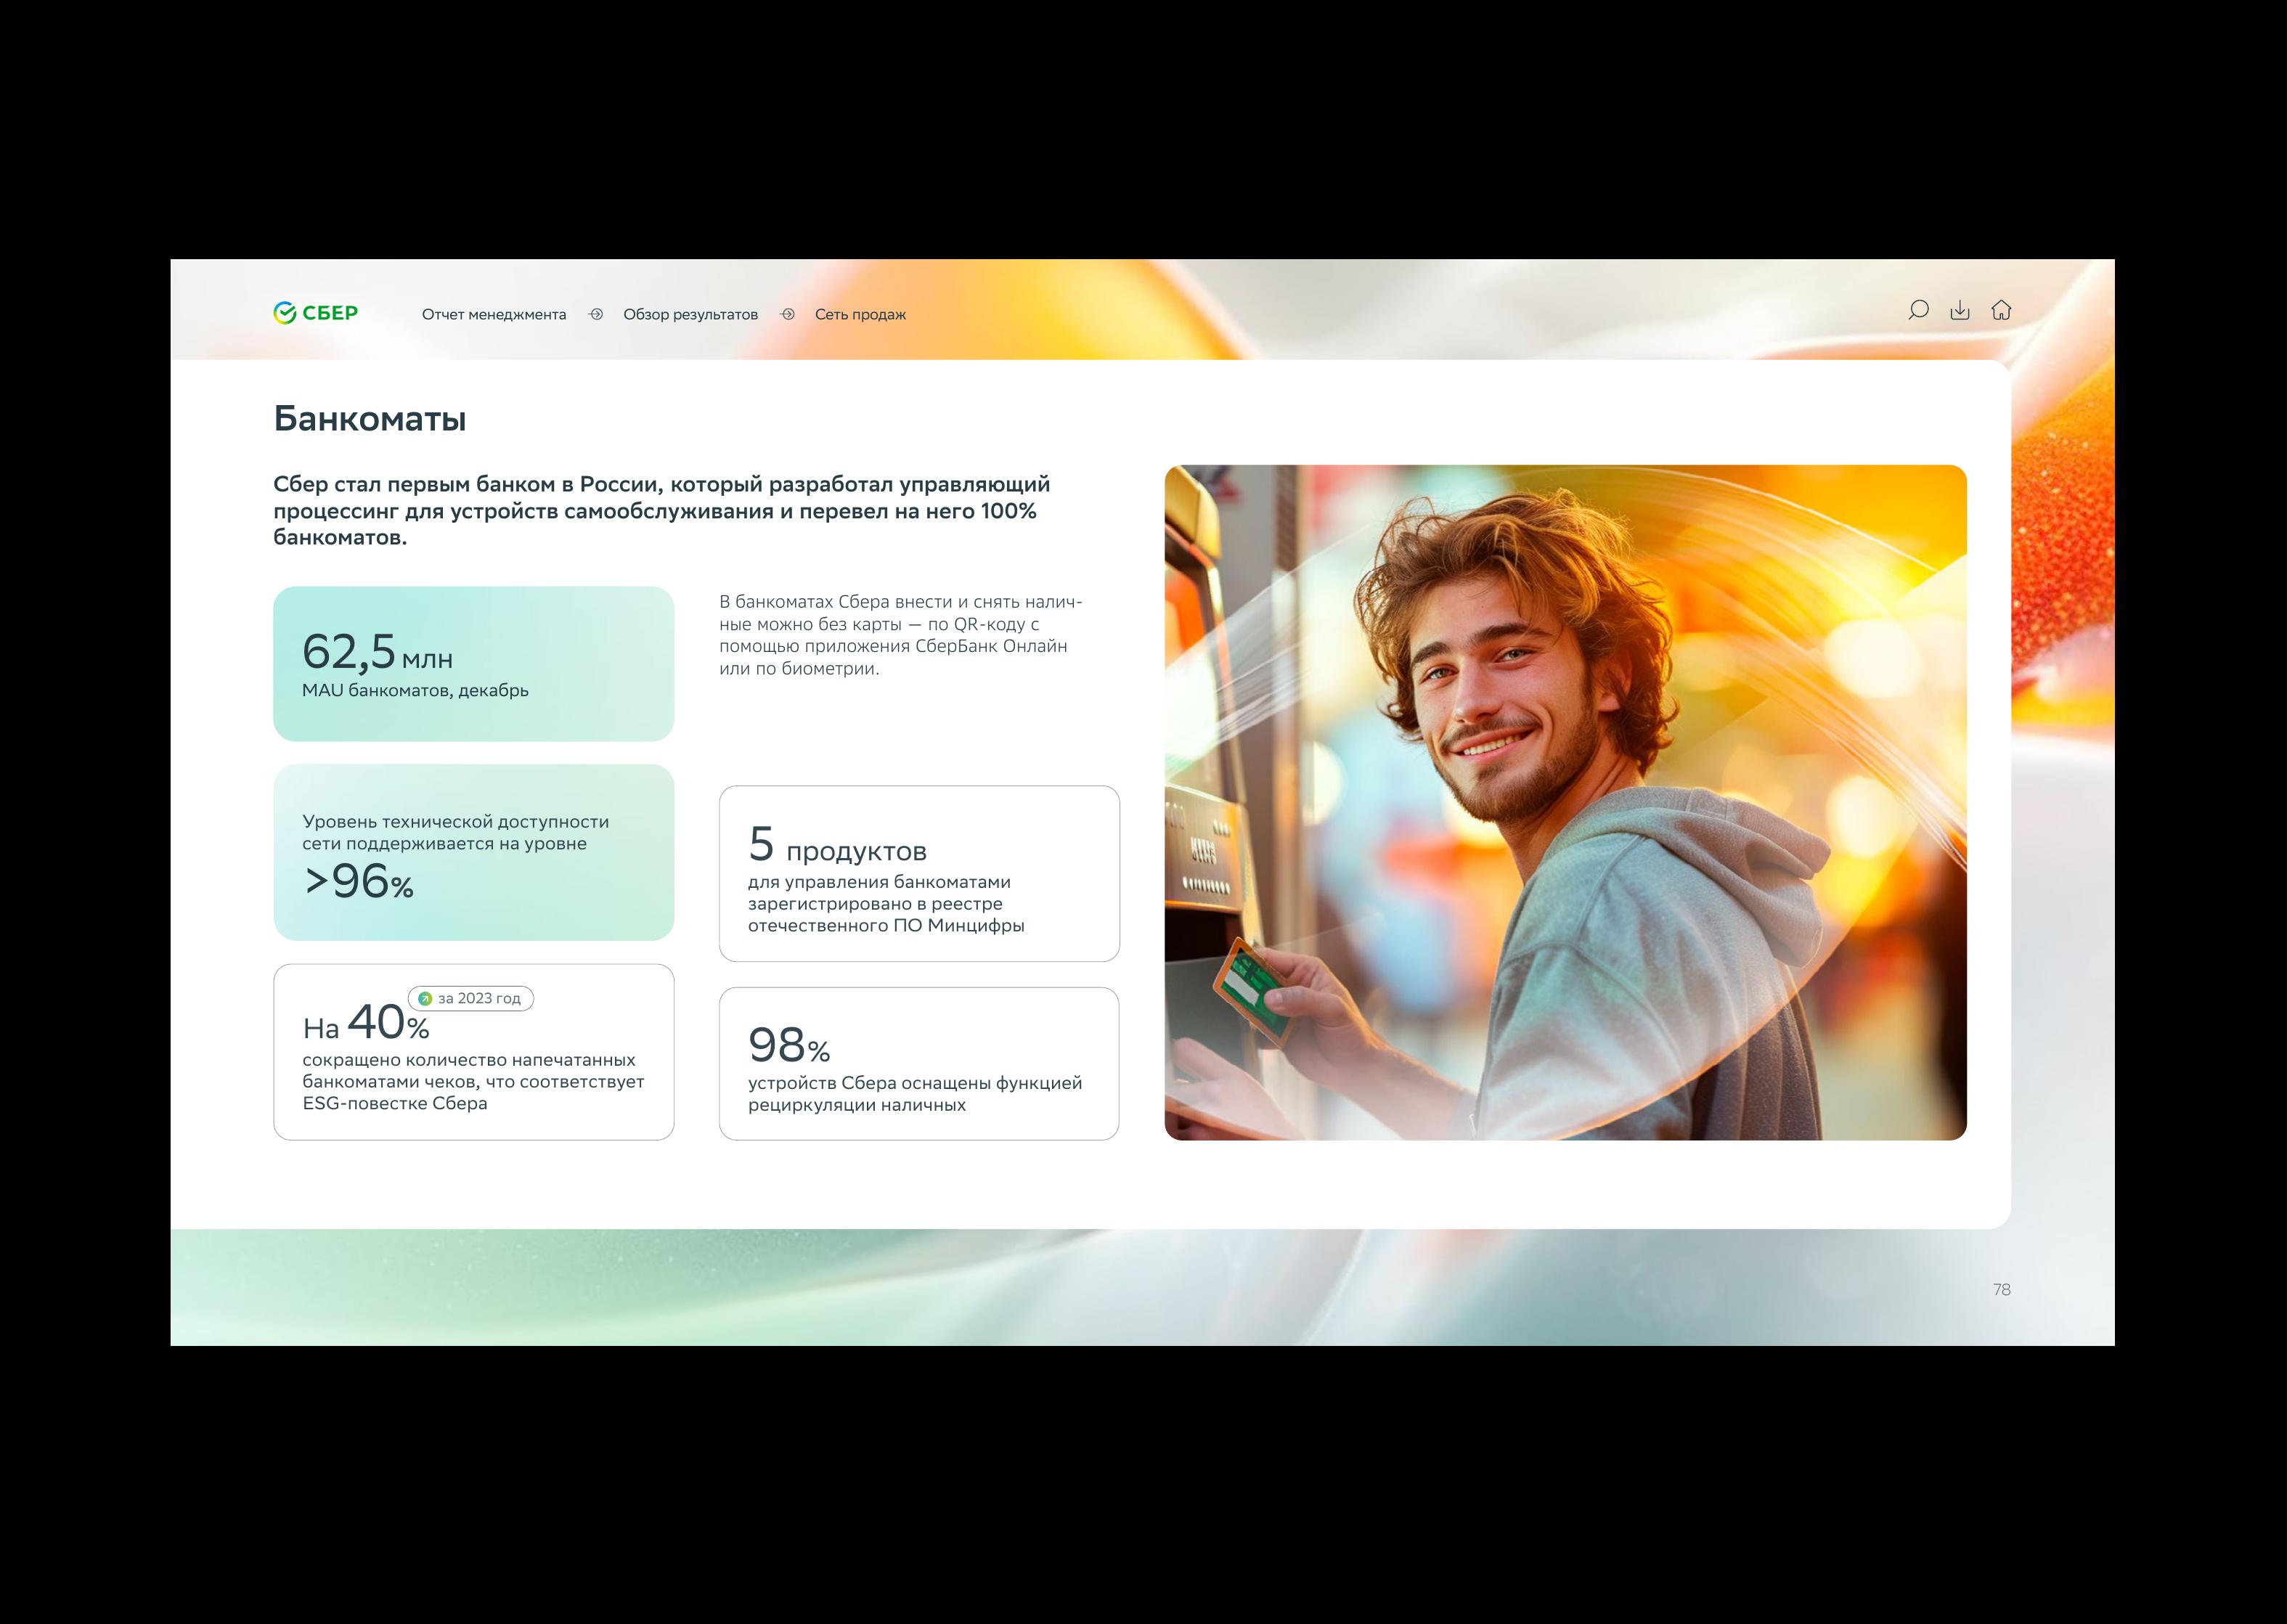 СБЕР
Отчет менеджмента
Обзор результатов
Сеть продаж
Банкоматы
Сбер стал первым банком в России, который разработал управляющий
процессинг для устройств самообслуживания и перевел на него 100%
банкоматов.
62,5 млн
MAU банкоматов, декабрь
Уровень технической доступности
сети поддерживается на уровне
>96%
за 2023 год
На 40%
сокращено количество напечатанных
банкоматами чеков, что соответствует
ESG-повестке Сбера
В банкоматах Сбера внести и снять налич-
ные можно без карты — по QR-коду с
помощью приложения СберБанк Онлайн
или по биометрии.
5 продуктов
для управления банкоматами
зарегистрировано в реестре
отечественного ПО Минцифры
98%
устройств Сбера оснащены функцией
рециркуляции наличных
78